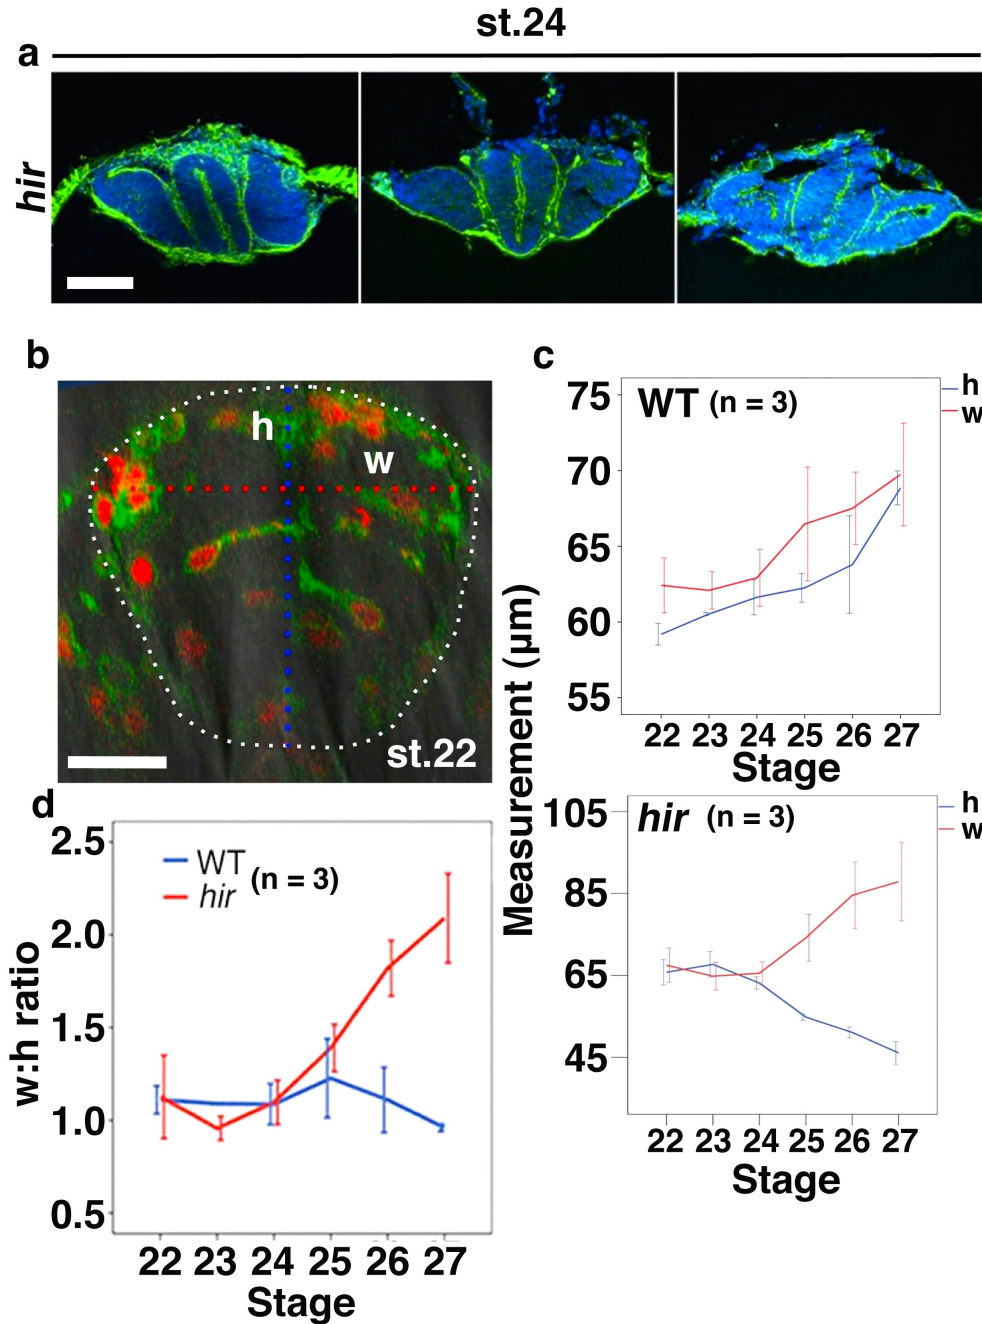 st.24
a
hir
b
h
w
st.22
c
Measurement (µm)
WT (n = 3)
h
w
75
70
65
60
55
22 23 24 25 26 27
Stage
hir (n = 3)
h
w
105
85
65
45
22 23 24 25 26 27
Stage
d
w:h ratio
WT
hir
(n = 3)
2.5
2.0
1.5
1.0
0.5
22 23 24 25 26 27
Stage